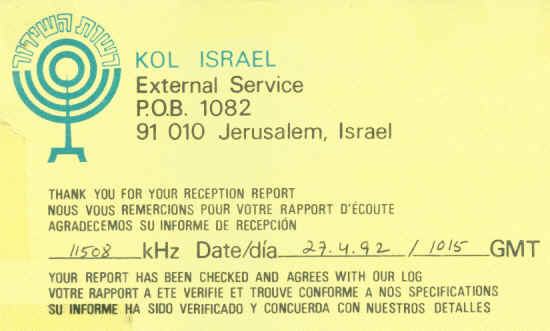 רשות השידור
KOL ISRAEL
External Service
P.O.B. 1082
91 010 Jerusalem, Israel
THANK YOU FOR YOUR RECEPTION REPORT
NOUS VOUS REMERCIONS POUR VOTRE RAPPORT D'ÉCOUTE
AGRADECEMOS SU INFORME DE RECEPCIÓN
11508 kHz Date/día 27.4.92 / 1015 GMT
YOUR REPORT HAS BEEN CHECKED AND AGREES WITH OUR LOG
VOTRE RAPPORT A ETE VERIFIE ET TROUVE CONFORME A NOS SPECIFICATIONS
SU INFORME HA SIDO VERIFICADO Y CONCUERDA CON NUESTROS DETALLES